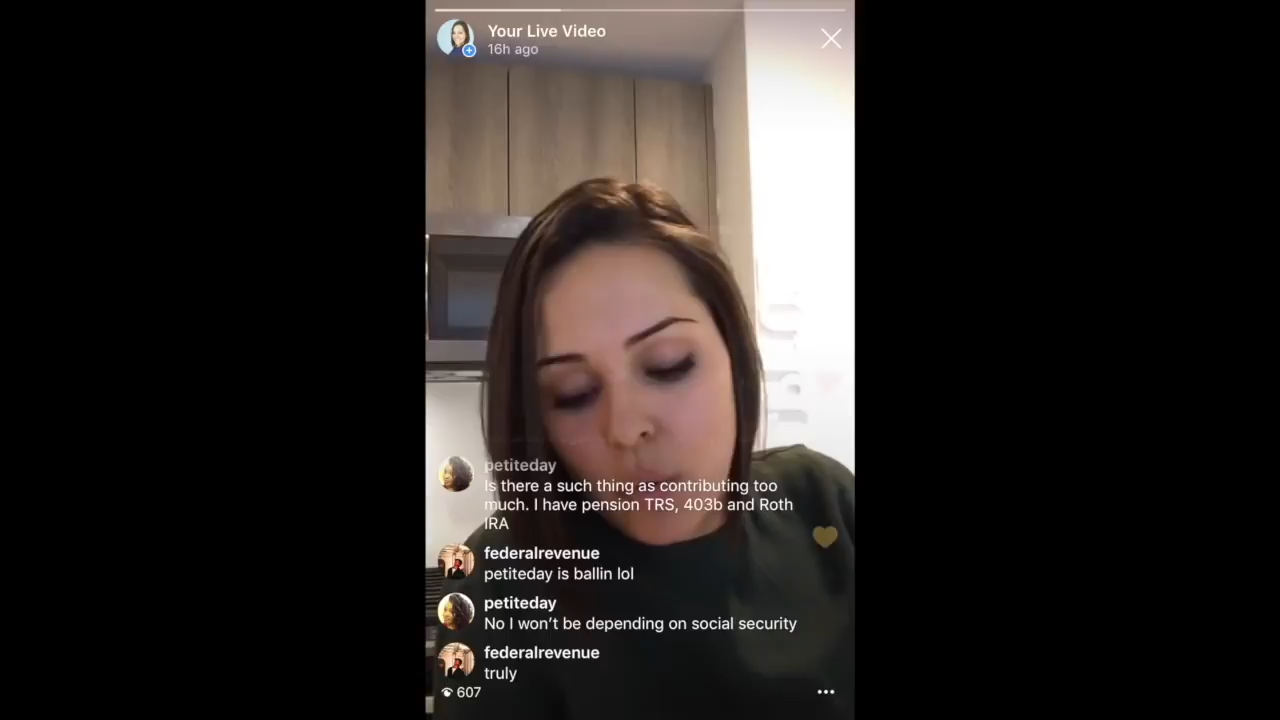 Your Live Video
16h ago
petiteday
Is there a such thing as contributing too
much. I have pension TRS, 403b and Roth
IRA
federalrevenue
petiteday is ballin lol
petiteday
No I won’t be depending on social security
federalrevenue
truly
607